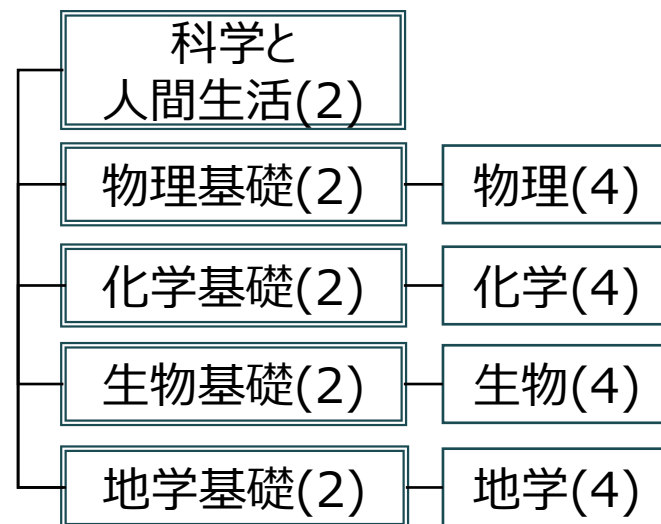 科学と
人間生活(2)
物理基礎(2)
物理(4)
化学基礎(2)
化学(4)
生物基礎(2)
生物(4)
地学基礎(2)
地学(4)